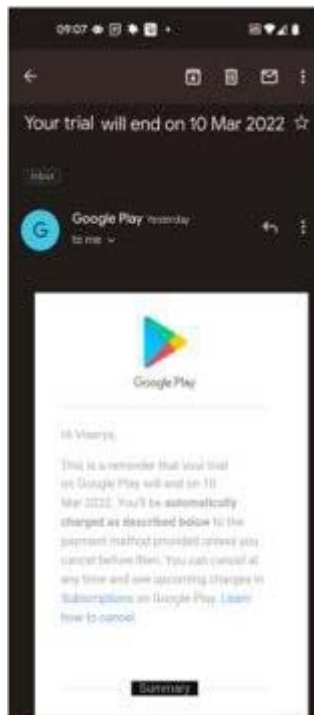 09:07
Your trial will end on 10 Mar 2022
Inbox
G
Google Play Yesterday
to me
Google Play
Hi
This is a reminder that your trial
on Google Play will end on 10
Mar 2022. You'll be automatically
charged as described below to the
payment method provided unless you
cancel before then. You can cancel at
any time and see upcoming charges in
Subscriptions on Google Play. Learn
how to cancel.
Summary